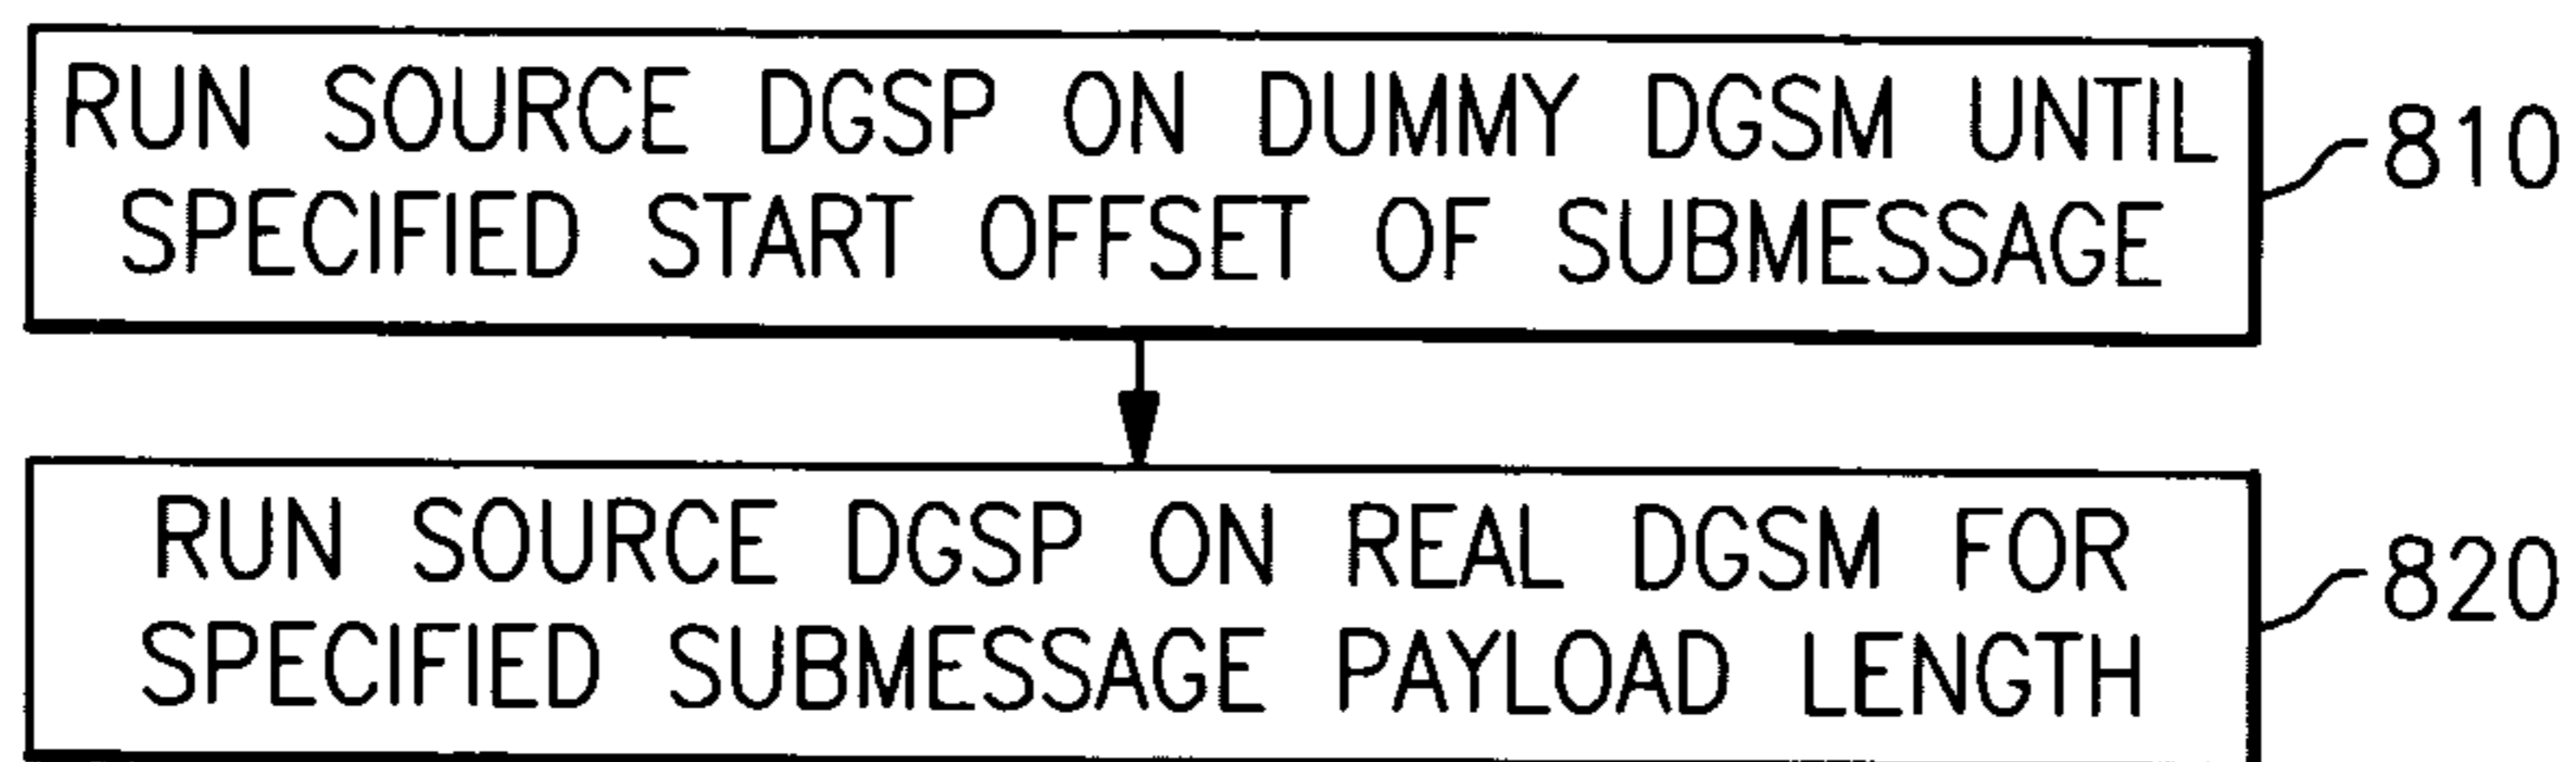 RUN SOURCE DGSP ON DUMMY DGSM UNTIL
SPECIFIED START OFFSET OF SUBMESSAGE
810
RUN SOURCE DGSP ON REAL DGSM FOR
SPECIFIED SUBMESSAGE PAYLOAD LENGTH
820